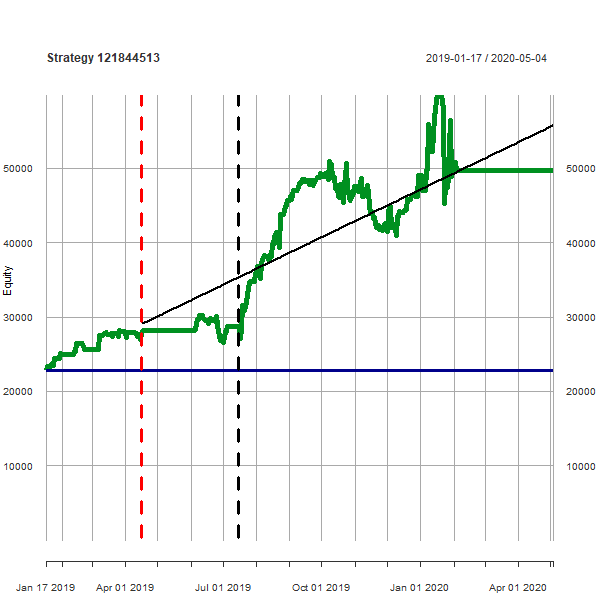 Strategy 121844513
2019-01-17 / 2020-05-04
50000
50000
40000
40000
Equity
30000
30000
20000
20000
10000
10000
Jan 17 2019
Apr 01 2019
Jul 01 2019
Oct 01 2019
Jan 01 2020
Apr 01 2020